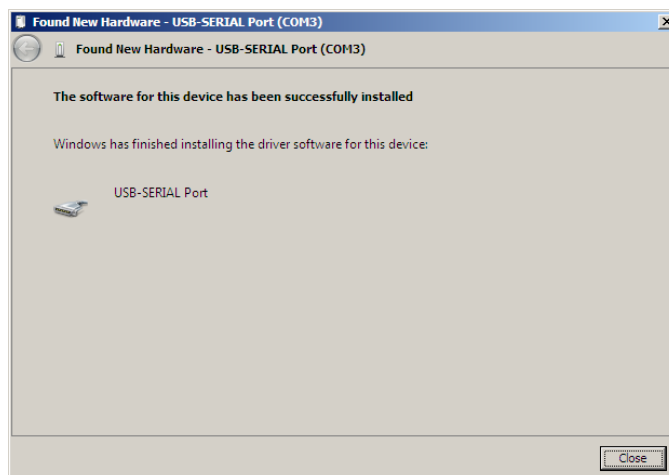 Found New Hardware - USB-SERIAL Port (COM3)
Found New Hardware - USB-SERIAL Port (COM3)
The software for this device has been successfully installed
Windows has finished installing the driver software for this device:
USB-SERIAL Port
Close